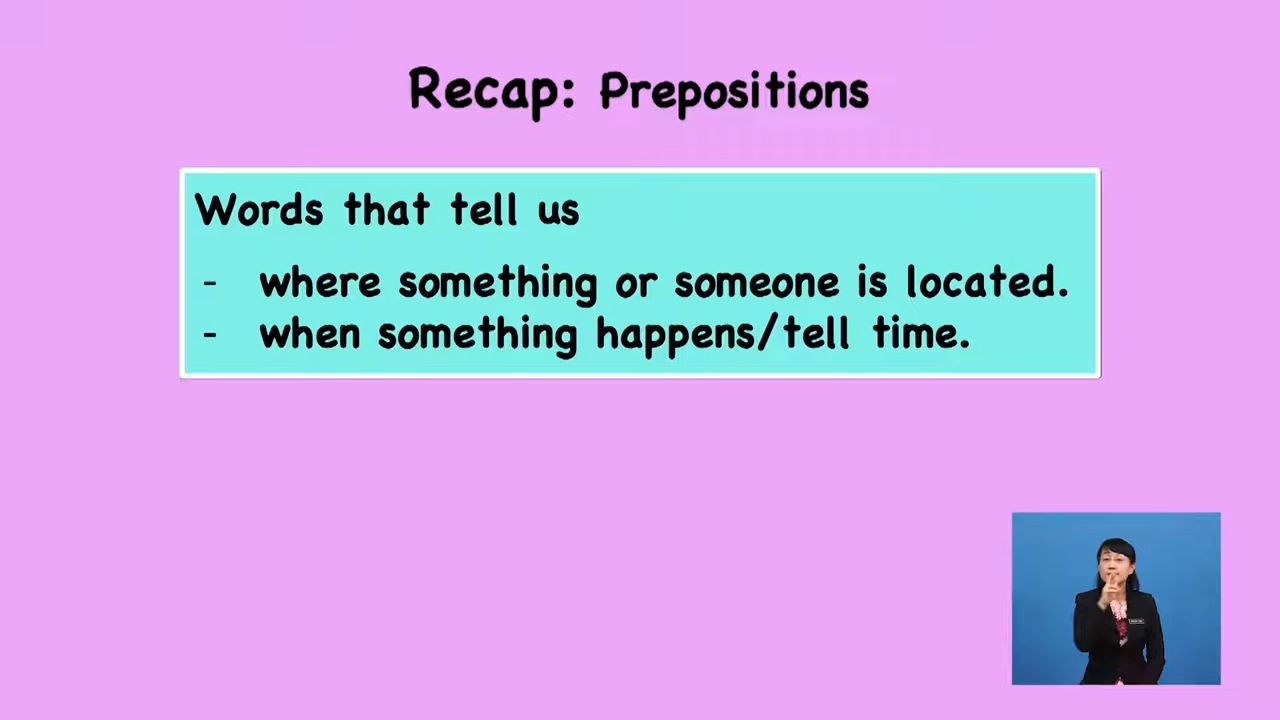 Recap: Prepositions
Words that tell us
- where something or someone is located.
- when something happens/tell time.